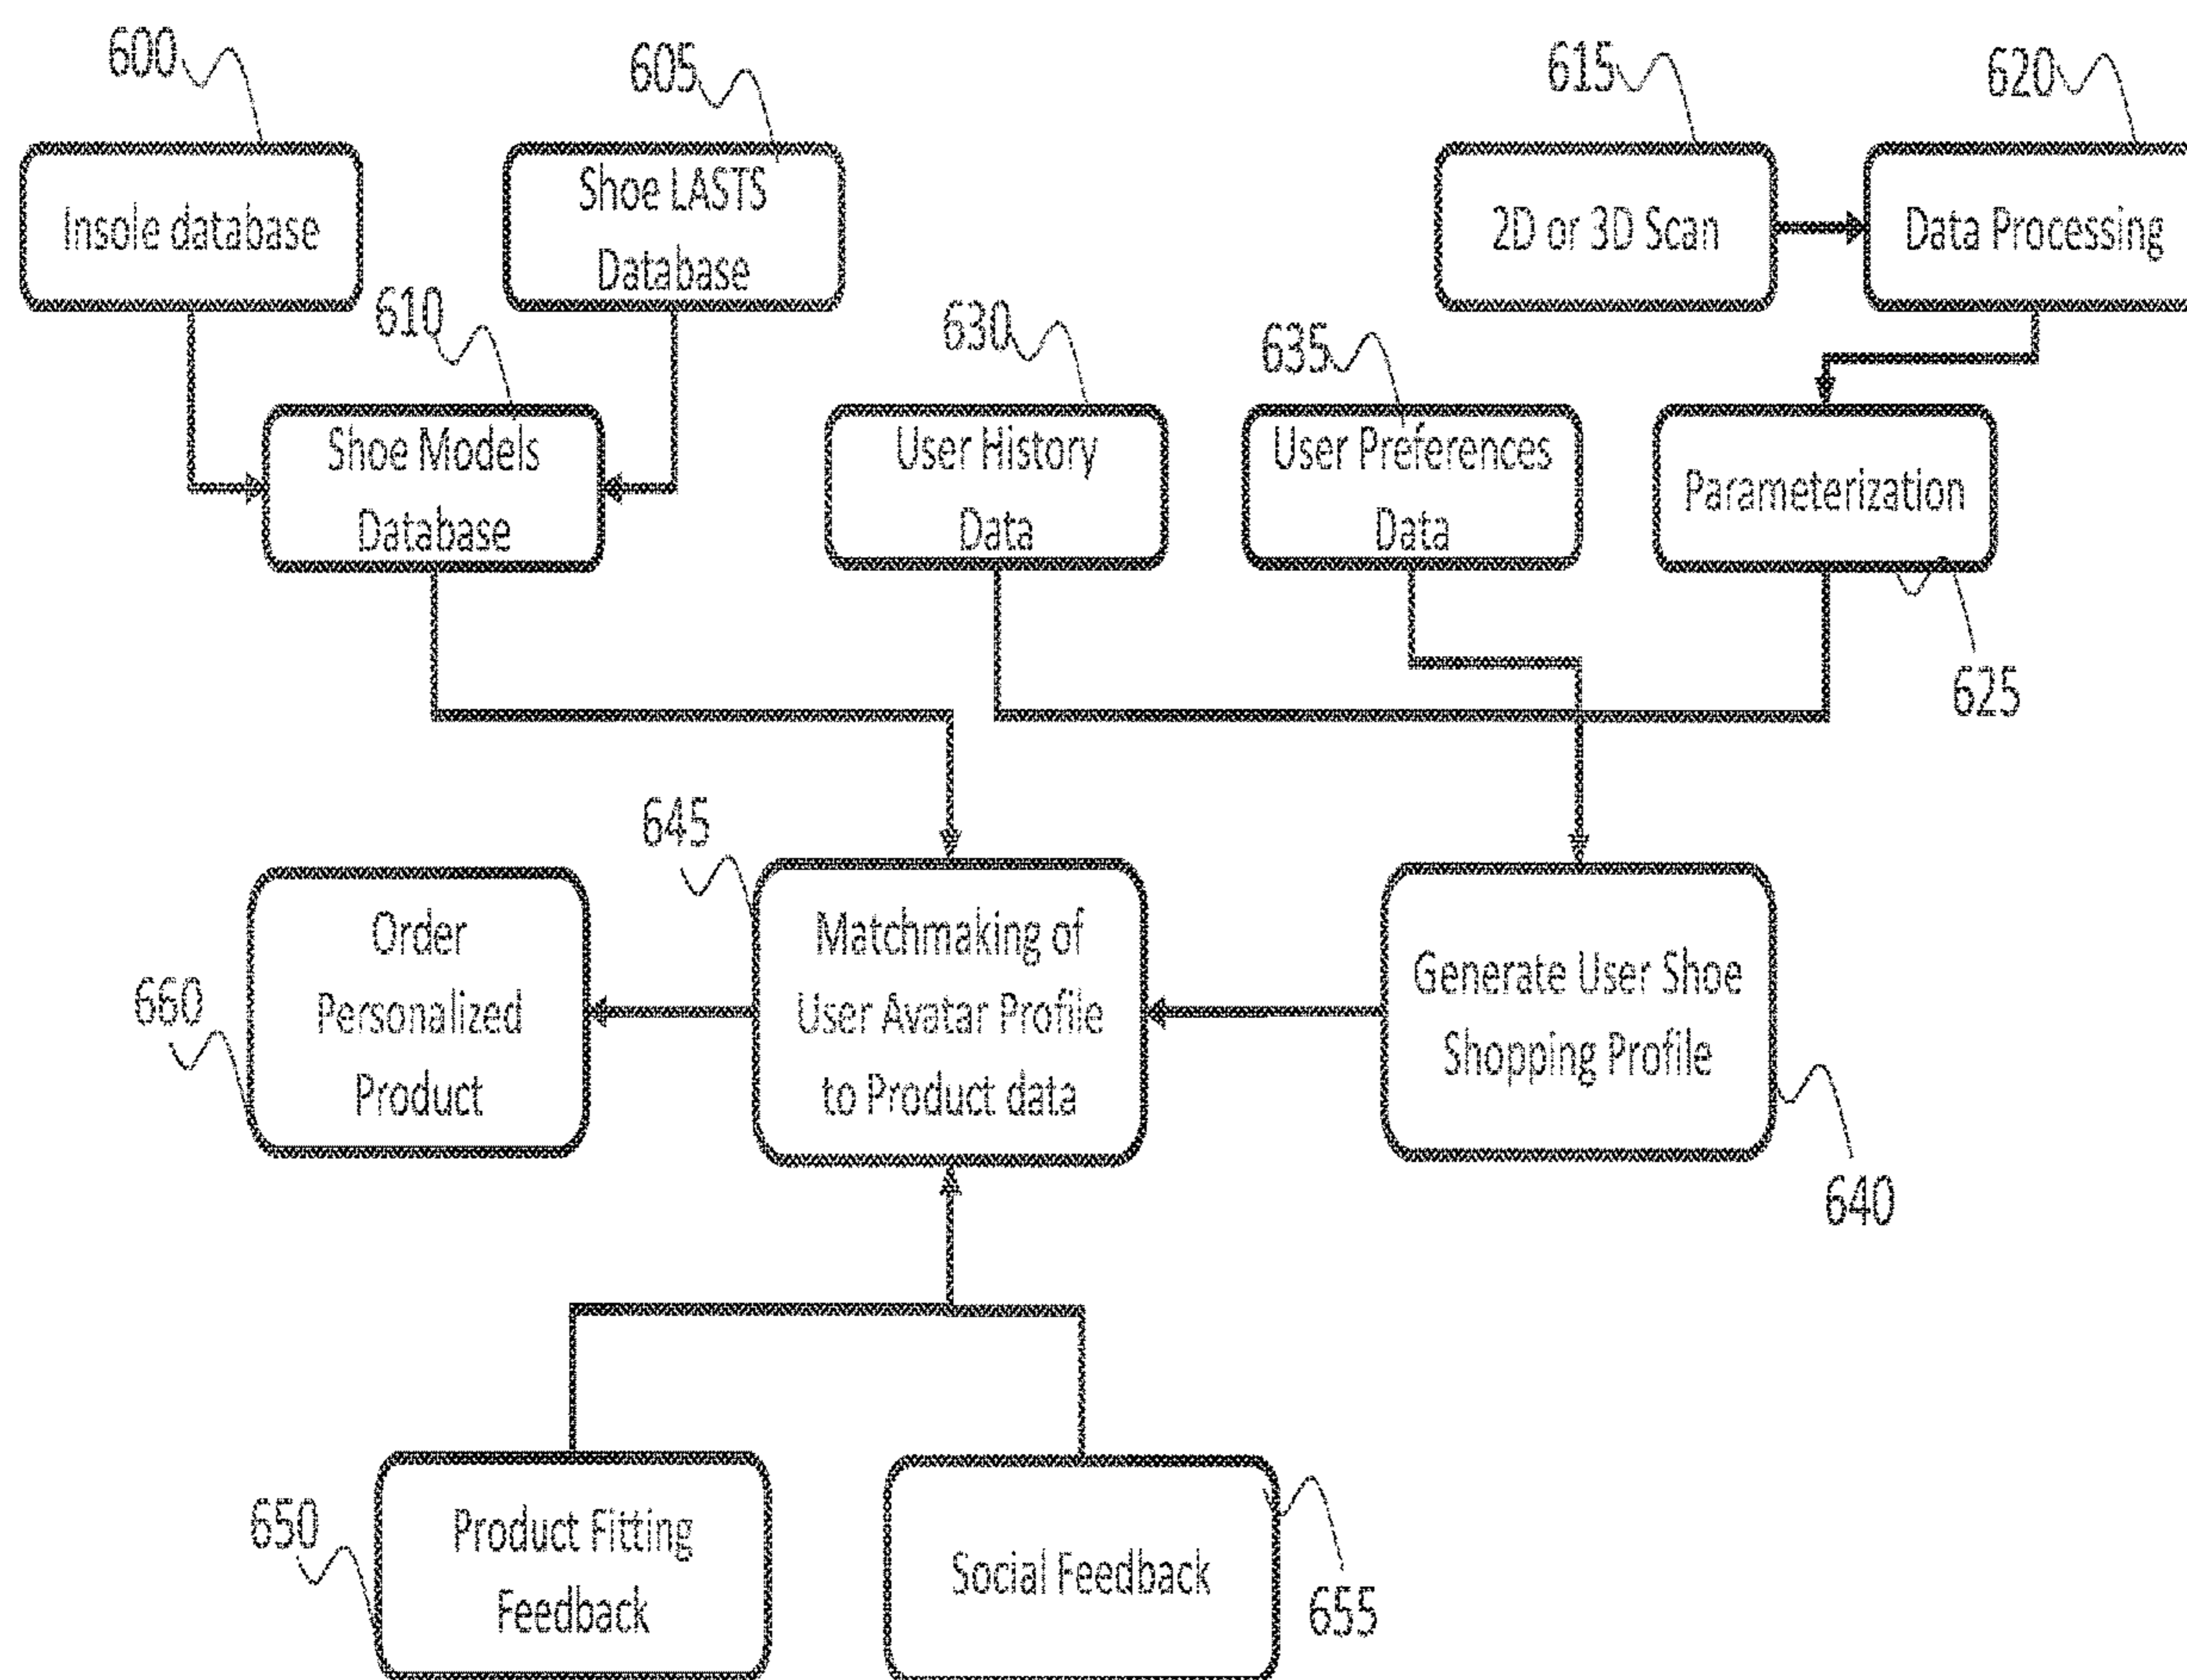 600
605
615
620
Insole database
Shoe LASTS
Database
2D or 3D Scan
Data Processing
610
630
635
Shoe Models
Database
User History
Data
User Preferences
Data
Parameterization
625
645
Order
Personalized
Product
660
Matchmaking of
User Avatar Profile
to Product data
Generate User Shoe
Shopping Profile
640
650
Product Fitting
Feedback
Social Feedback
655